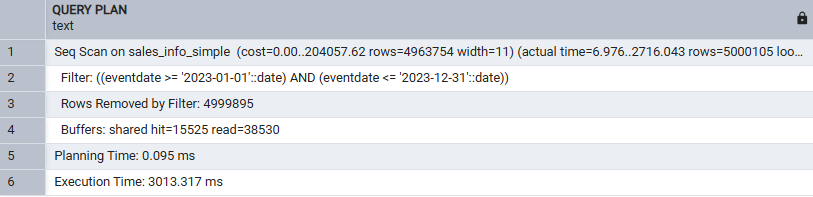 QUERY PLAN
text
1 Seq Scan on sales_info_simple (cost=0.00..204057.62 rows=4963754 width=11) (actual time=6.976..2716.043 rows=5000105 loo...
2 Filter: ((eventdate >= '2023-01-01'::date) AND (eventdate <= '2023-12-31'::date))
3 Rows Removed by Filter: 4999895
4 Buffers: shared hit=15525 read=38530
5 Planning Time: 0.095 ms
6 Execution Time: 3013.317 ms